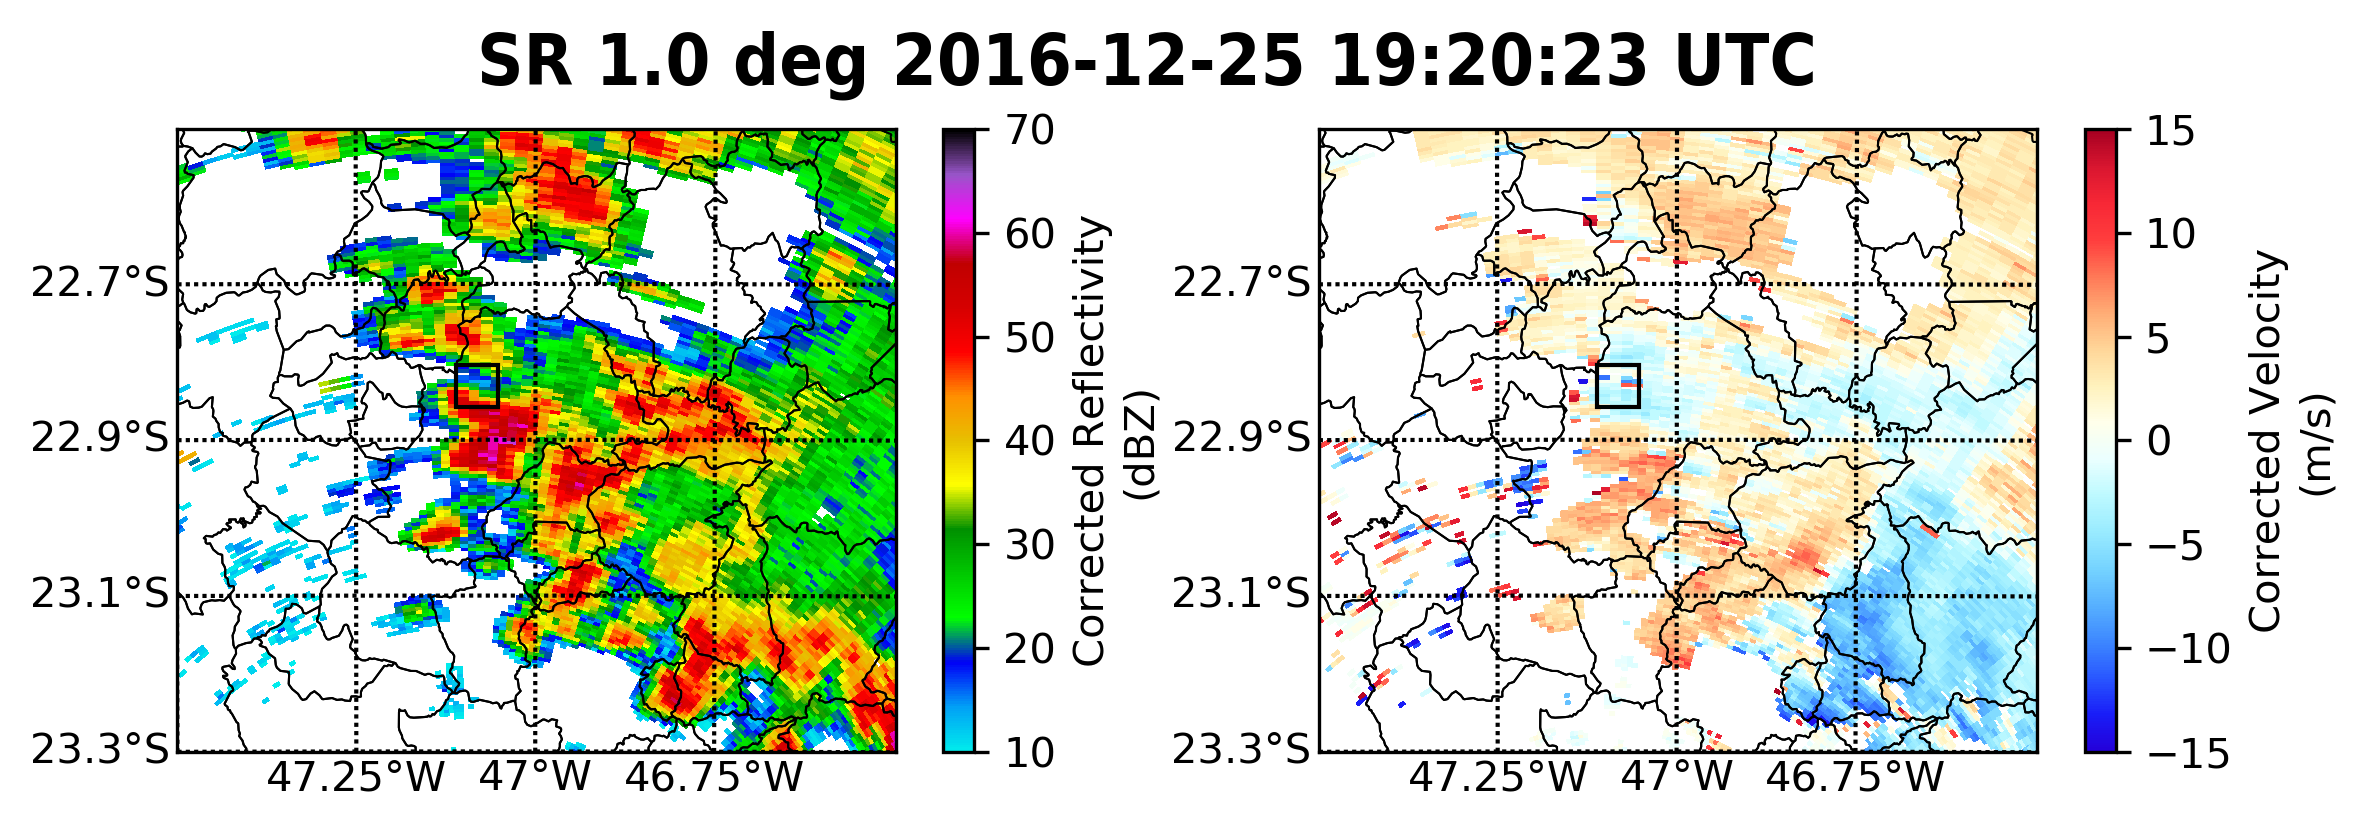 SR 1.0 deg 2016-12-25 19:20:23 UTC
22.7°S
22.9°S
23.1°S
23.3°S
47.25°W
47°W
46.75°W
70
60
50
40
30
20
10
Corrected Reflectivity
(dBZ)
22.7°S
22.9°S
23.1°S
23.3°S
47.25°W
47°W
46.75°W
15
10
5
0
−5
−10
−15
Corrected Velocity
(m/s)